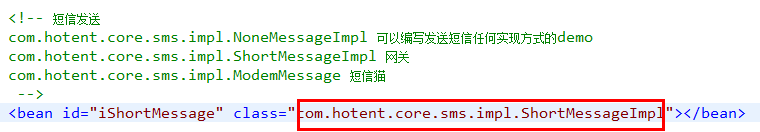 <!-- 短信发送
com.hotent.core.sms.impl.NoneMessageImpl 可以编写发送短信任何实现方式的demo
com.hotent.core.sms.impl.ShortMessageImpl 网关
com.hotent.core.sms.impl.ModemMessage 短信猫
-->
<bean id="iShortMessage" class="com.hotent.core.sms.impl.ShortMessageImpl"></bean>